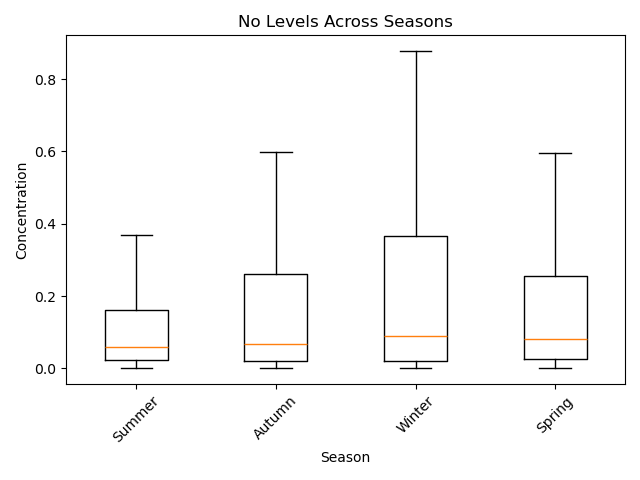 No Levels Across Seasons
Concentration
0.8
0.6
0.4
0.2
0.0
Summer
Autumn
Winter
Spring
Season